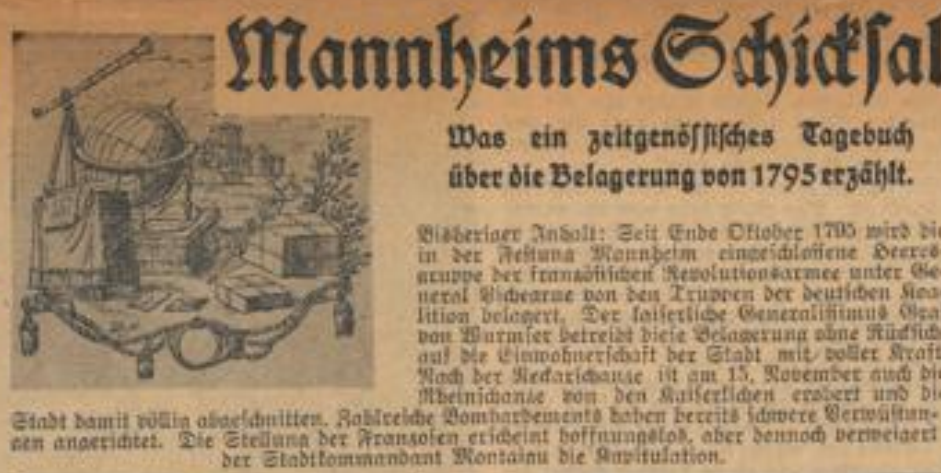 Mannheims Schicksal
Was ein zeitgenössisches Tagebuch
über die Belagerung von 1795 erzählt.
Bisheriger Inhalt: Seit Ende Oktober 1795 wird die
in der Festung Mannheim eingeschlossene Heeres-
gruppe der französischen Revolutionsarmee unter Ge-
neral Pichegrue von den Truppen der deutschen Koa-
lition belagert. Der kaiserliche Generalissimus Graf
von Wurmser betreibt diese Belagerung ohne Rücksicht
auf die Einwohnerschaft der Stadt mit voller Kraft.
Nach der Neckarschanze ist am 15. November auch die
Rheinschanze von den Kaiserlichen erobert und die
Stadt damit völlig abgeschnitten. Zahlreiche Bombardements haben bereits schwere Verwüstun-
gen angerichtet. Die Stellung der Franzosen erscheint hoffnungslos, aber dennoch verweigert
der Stadtkommandant Montaigu die Kapitulation.